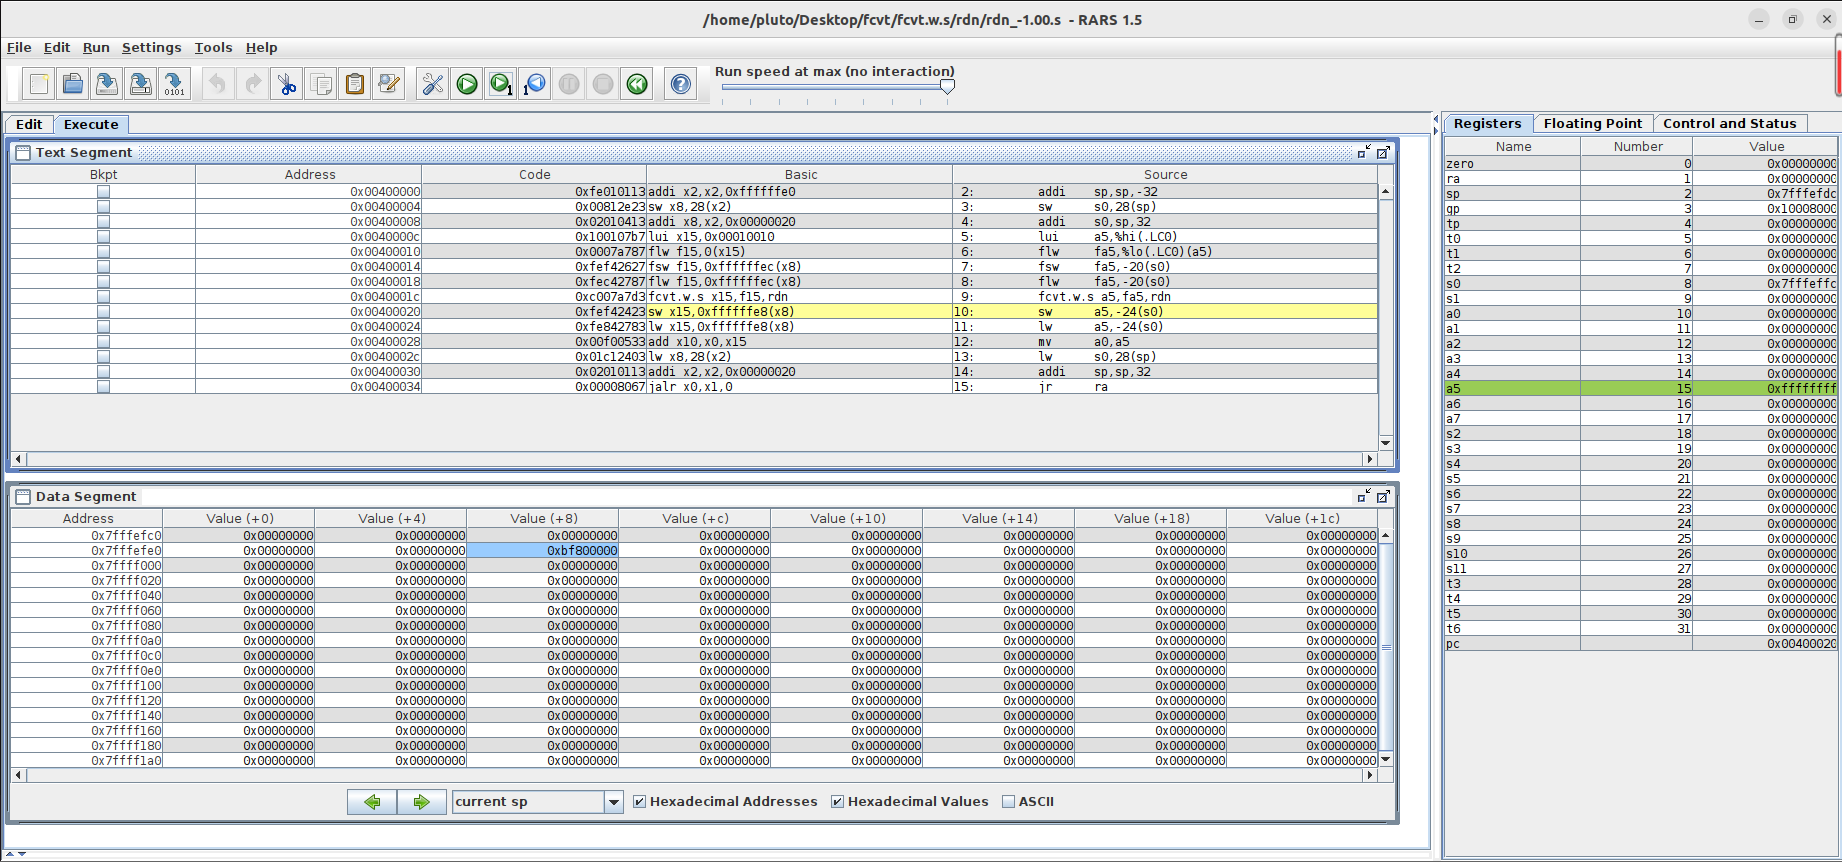 /home/pluto/Desktop/fcvt/fcvt.w.s/rdn/rdn_-1.00.s - RARS 1.5
File Edit Run Settings Tools Help
Run speed at max (no interaction)
Edit Execute
Text Segment
Bkpt Address Code Basic Source
0x00400000 0xfe010113 addi x2,x2,0xffffffe0 2: addi sp,sp,-32
0x00400004 0x00812e23 sw x8,28(x2) 3: sw s0,28(sp)
0x00400008 0x02010413 addi x8,x2,0x00000020 4: addi s0,sp,32
0x0040000c 0x100107b7 lui x15,0x00010010 5: lui a5,%hi(.LC0)
0x00400010 0x0007a787 flw f15,0(x15) 6: flw fa5,%lo(.LC0)(a5)
0x00400014 0xfef42627 fsw f15,0xffffffec(x8) 7: fsw fa5,-20(s0)
0x00400018 0xfec42787 flw f15,0xffffffec(x8) 8: flw fa5,-20(s0)
0x0040001c 0xc007a7d3 fcvt.w.s x15,f15,rdn 9: fcvt.w.s a5,fa5,rdn
0x00400020 0xfef42423 sw x15,0xffffffe8(x8) 10: sw a5,-24(s0)
0x00400024 0xfe842783 lw x15,0xffffffe8(x8) 11: lw a5,-24(s0)
0x00400028 0x00f00533 add x10,x0,x15 12: mv a0,a5
0x0040002c 0x01c12403 lw x8,28(x2) 13: lw s0,28(sp)
0x00400030 0x02010113 addi x2,x2,0x00000020 14: addi sp,sp,32
0x00400034 0x00008067 jalr x0,x1,0 15: jr ra
Data Segment
Address Value (+0) Value (+4) Value (+8) Value (+c) Value (+10) Value (+14) Value (+18) Value (+1c)
0x7fffefc0 0x00000000 0x00000000 0x00000000 0x00000000 0x00000000 0x00000000 0x00000000 0x00000000
0x7fffefe0 0x00000000 0x00000000 0xbf800000 0x00000000 0x00000000 0x00000000 0x00000000 0x00000000
0x7ffff000 0x00000000 0x00000000 0x00000000 0x00000000 0x00000000 0x00000000 0x00000000 0x00000000
0x7ffff020 0x00000000 0x00000000 0x00000000 0x00000000 0x00000000 0x00000000 0x00000000 0x00000000
0x7ffff040 0x00000000 0x00000000 0x00000000 0x00000000 0x00000000 0x00000000 0x00000000 0x00000000
0x7ffff060 0x00000000 0x00000000 0x00000000 0x00000000 0x00000000 0x00000000 0x00000000 0x00000000
0x7ffff080 0x00000000 0x00000000 0x00000000 0x00000000 0x00000000 0x00000000 0x00000000 0x00000000
0x7ffff0a0 0x00000000 0x00000000 0x00000000 0x00000000 0x00000000 0x00000000 0x00000000 0x00000000
0x7ffff0c0 0x00000000 0x00000000 0x00000000 0x00000000 0x00000000 0x00000000 0x00000000 0x00000000
0x7ffff0e0 0x00000000 0x00000000 0x00000000 0x00000000 0x00000000 0x00000000 0x00000000 0x00000000
0x7ffff100 0x00000000 0x00000000 0x00000000 0x00000000 0x00000000 0x00000000 0x00000000 0x00000000
0x7ffff120 0x00000000 0x00000000 0x00000000 0x00000000 0x00000000 0x00000000 0x00000000 0x00000000
0x7ffff140 0x00000000 0x00000000 0x00000000 0x00000000 0x00000000 0x00000000 0x00000000 0x00000000
0x7ffff160 0x00000000 0x00000000 0x00000000 0x00000000 0x00000000 0x00000000 0x00000000 0x00000000
0x7ffff180 0x00000000 0x00000000 0x00000000 0x00000000 0x00000000 0x00000000 0x00000000 0x00000000
0x7ffff1a0 0x00000000 0x00000000 0x00000000 0x00000000 0x00000000 0x00000000 0x00000000 0x00000000
current sp Hexadecimal Addresses Hexadecimal Values ASCII
Registers Floating Point Control and Status
Name Number Value
zero 0 0x00000000
ra 1 0x00000000
sp 2 0x7fffefdc
gp 3 0x10008000
tp 4 0x00000000
t0 5 0x00000000
t1 6 0x00000000
t2 7 0x00000000
s0 8 0x7fffeffc
s1 9 0x00000000
a0 10 0x00000000
a1 11 0x00000000
a2 12 0x00000000
a3 13 0x00000000
a4 14 0x00000000
a5 15 0xffffffff
a6 16 0x00000000
a7 17 0x00000000
s2 18 0x00000000
s3 19 0x00000000
s4 20 0x00000000
s5 21 0x00000000
s6 22 0x00000000
s7 23 0x00000000
s8 24 0x00000000
s9 25 0x00000000
s10 26 0x00000000
s11 27 0x00000000
t3 28 0x00000000
t4 29 0x00000000
t5 30 0x00000000
t6 31 0x00000000
pc 0x00400020